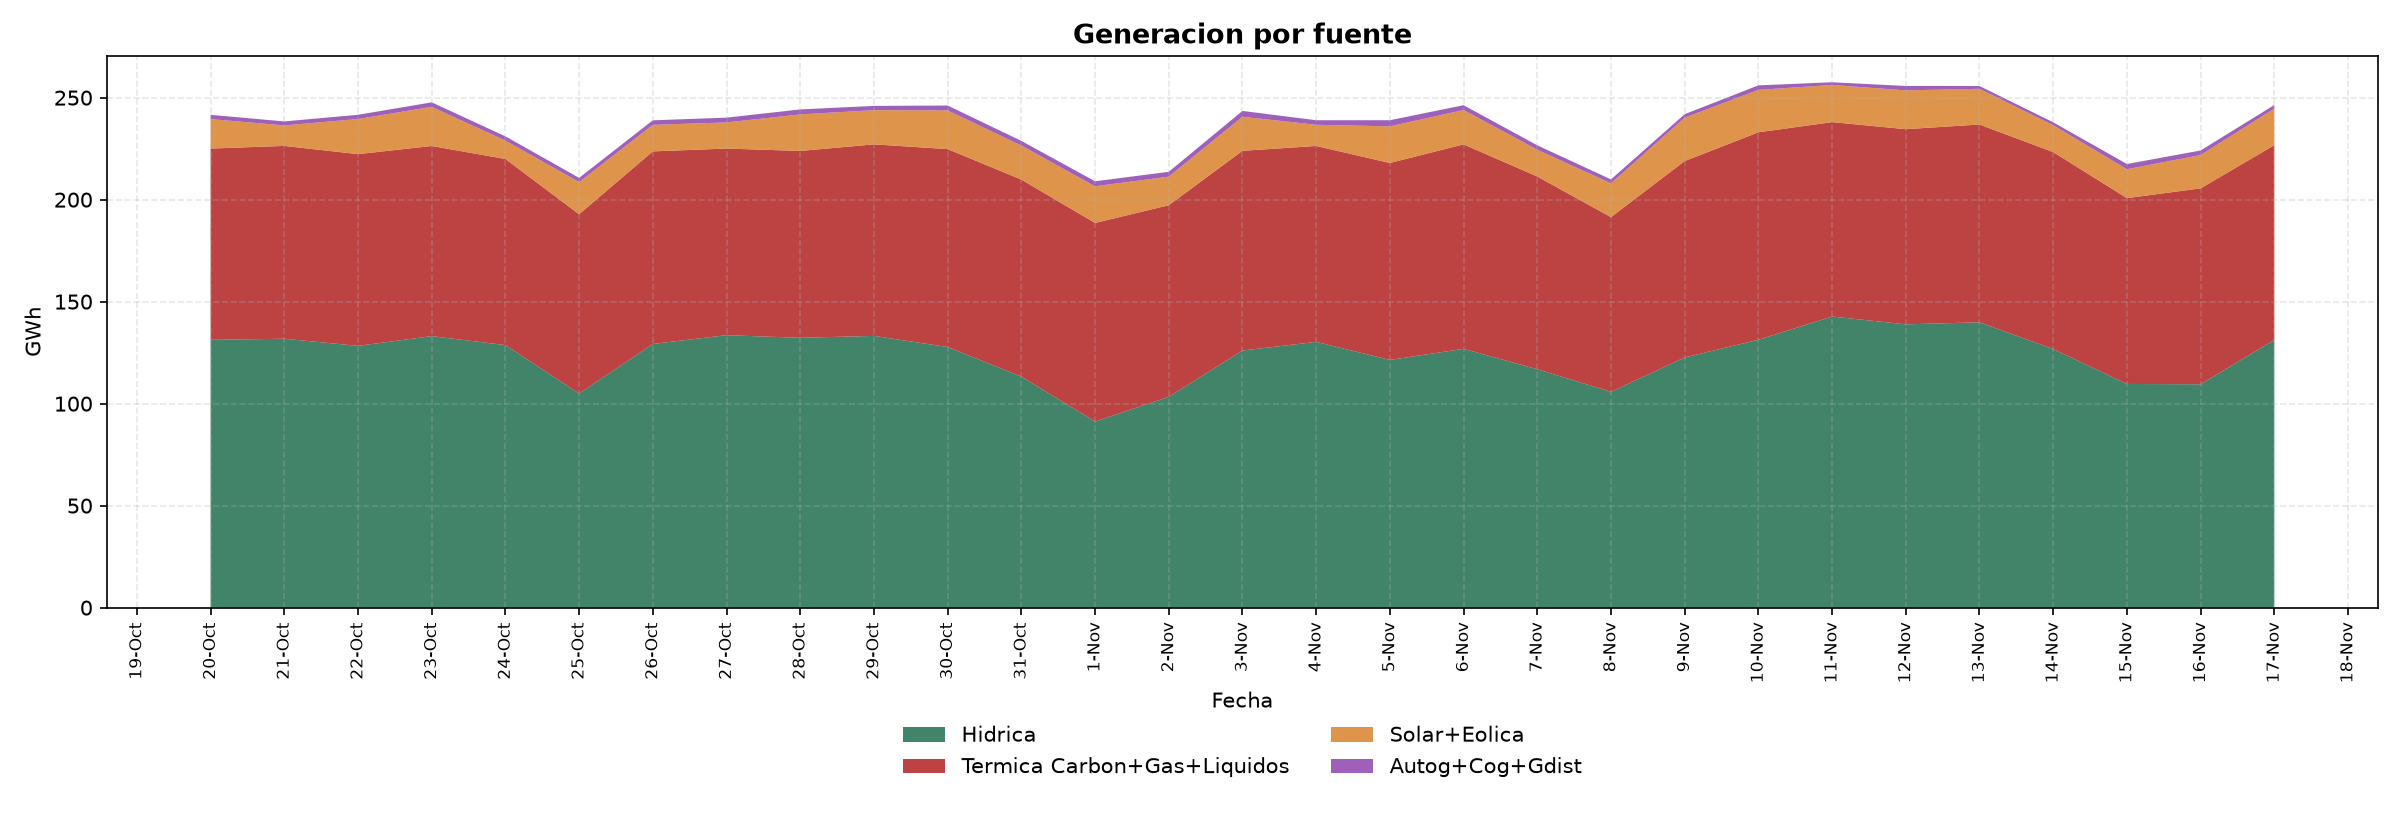 Generacion por fuente
GWh
250
200
150
100
50
0
19-Oct
20-Oct
21-Oct
22-Oct
23-Oct
24-Oct
25-Oct
26-Oct
27-Oct
28-Oct
29-Oct
30-Oct
31-Oct
1-Nov
2-Nov
3-Nov
4-Nov
5-Nov
6-Nov
7-Nov
8-Nov
9-Nov
10-Nov
11-Nov
12-Nov
13-Nov
14-Nov
15-Nov
16-Nov
17-Nov
18-Nov
Fecha
Hidrica
Termica Carbon+Gas+Liquidos
Solar+Eolica
Autog+Cog+Gdist